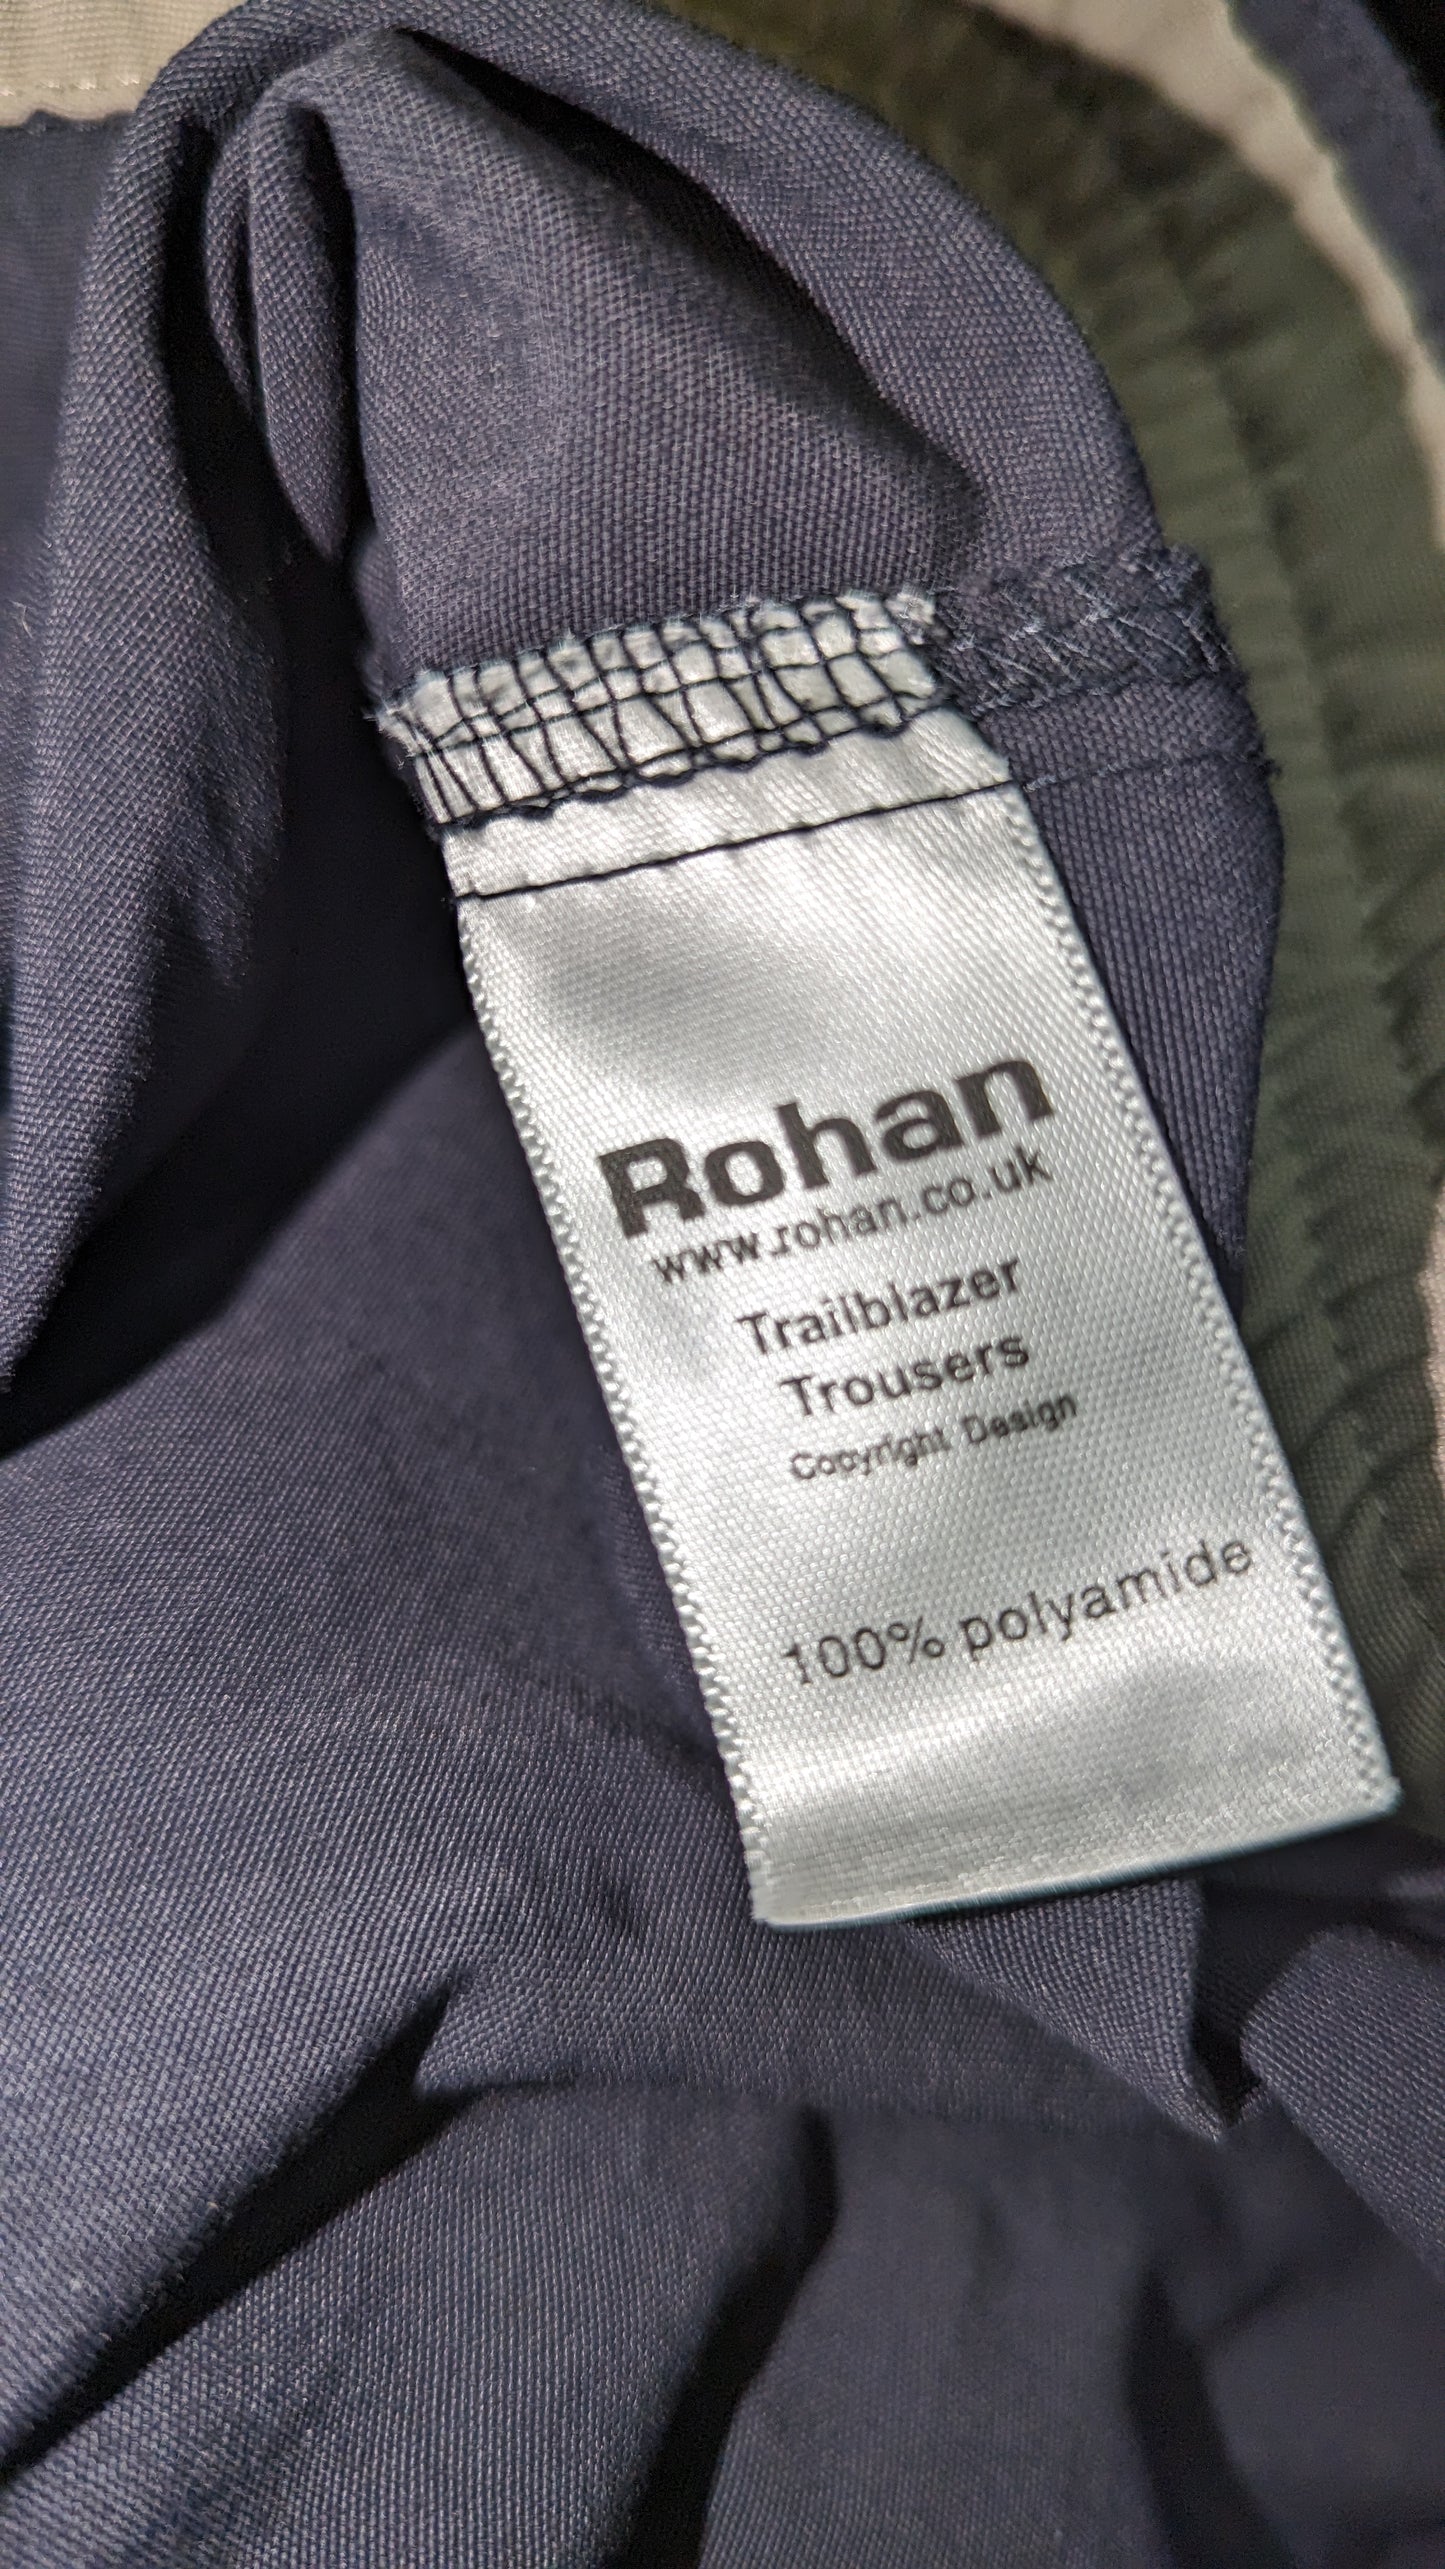 Rohan
www.rohan.co.uk
Trailblazer
Trousers
Copyright Design
100% polyamide